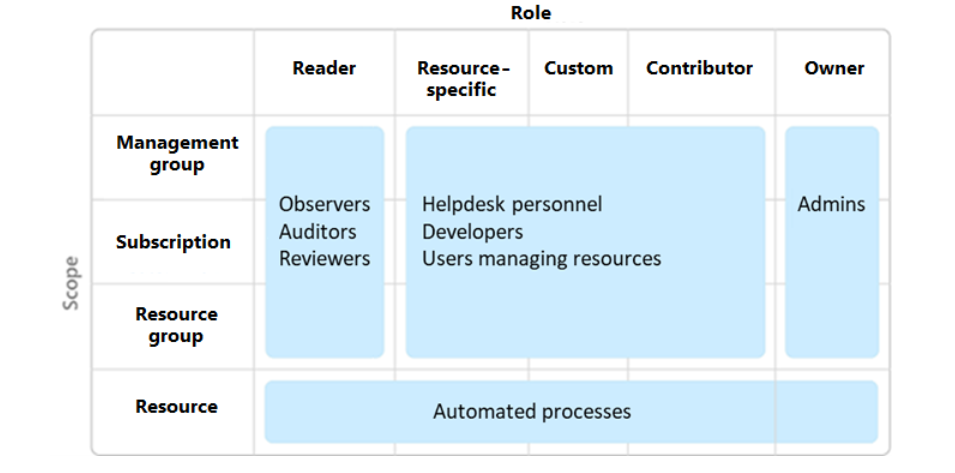 Role
Reader
Resource-
specific
Custom
Contributor
Owner
Scope
Management
group
Subscription
Resource
group
Resource
Observers
Auditors
Reviewers
Helpdesk personnel
Developers
Users managing resources
Admins
Automated processes